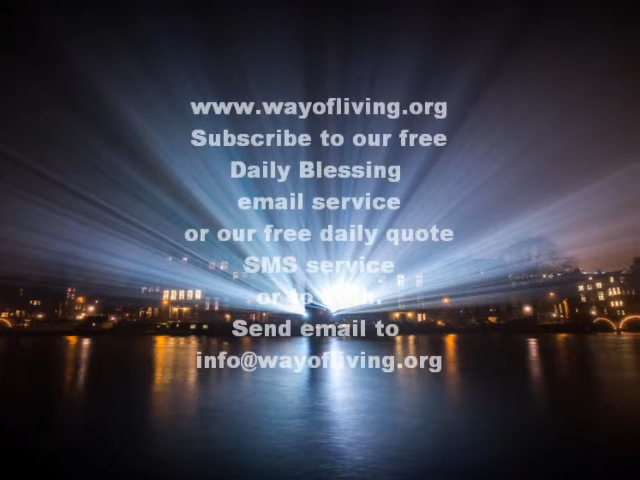 www.wayofliving.org
Subscribe to our free
Daily Blessing
email service
or our free daily quote
SMS service
or to
Send email to
info@wayofliving.org